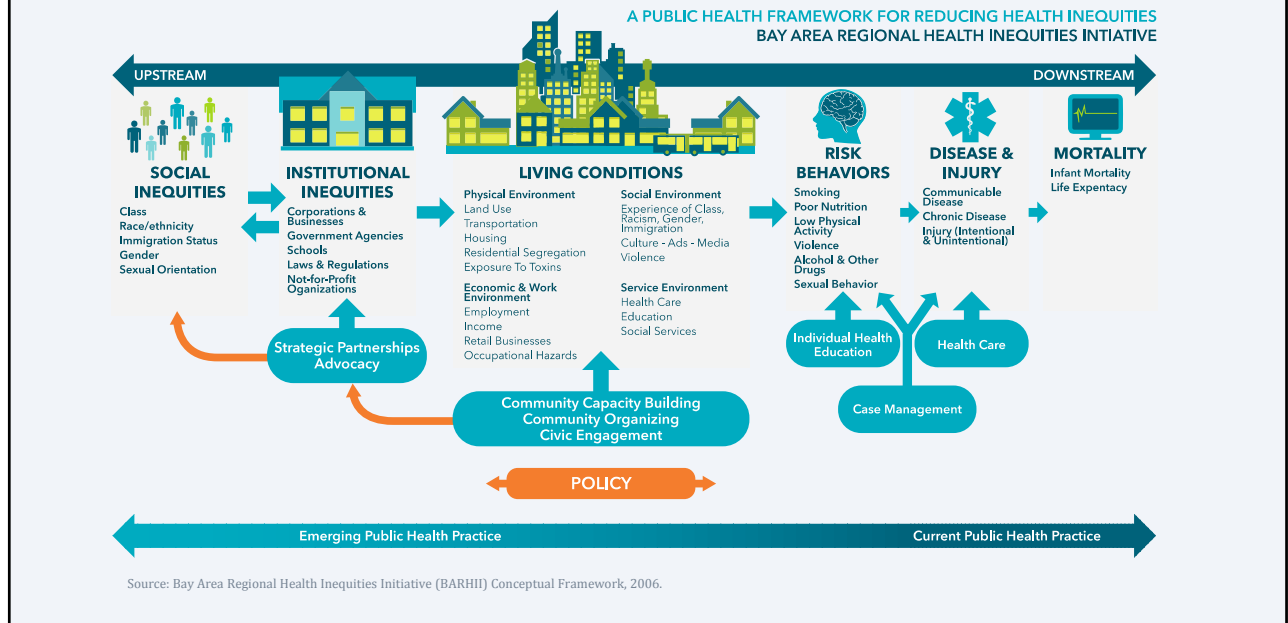 A PUBLIC HEALTH FRAMEWORK FOR REDUCING HEALTH INEQUITIES
BAY AREA REGIONAL HEALTH INEQUITIES INTIATIVE
UPSTREAM
DOWNSTREAM
SOCIAL
INEQUITIES
Class
Race/ethnicity
Immigration Status
Gender
Sexual Orientation
INSTITUTIONAL
INEQUITIES
Corporations &
Businesses
Government Agencies
Schools
Laws & Regulations
Not-for-Profit
Oganizations
LIVING CONDITIONS
Physical Environment
Land Use
Transportation
Housing
Residential Segregation
Exposure To Toxins
Economic & Work
Environment
Employment
Income
Retail Businesses
Occupational Hazards
Social Environment
Experience of Class,
Racism, Gender,
Immigration
Culture - Ads - Media
Violence
Service Environment
Health Care
Education
Social Services
RISK
BEHAVIORS
Smoking
Poor Nutrition
Low Physical
Activity
Violence
Alcohol & Other
Drugs
Sexual Behavior
DISEASE &
INJURY
Communicable
Disease
Chronic Disease
Injury (Intentional
& Unintentional)
MORTALITY
Infant Mortality
Life Expentacy
Strategic Partnerships
Advocacy
Community Capacity Building
Community Organizing
Civic Engagement
Individual Health
Education
Health Care
Case Management
POLICY
Emerging Public Health Practice
Current Public Health Practice
Source: Bay Area Regional Health Inequities Initiative (BARHII) Conceptual Framework, 2006.